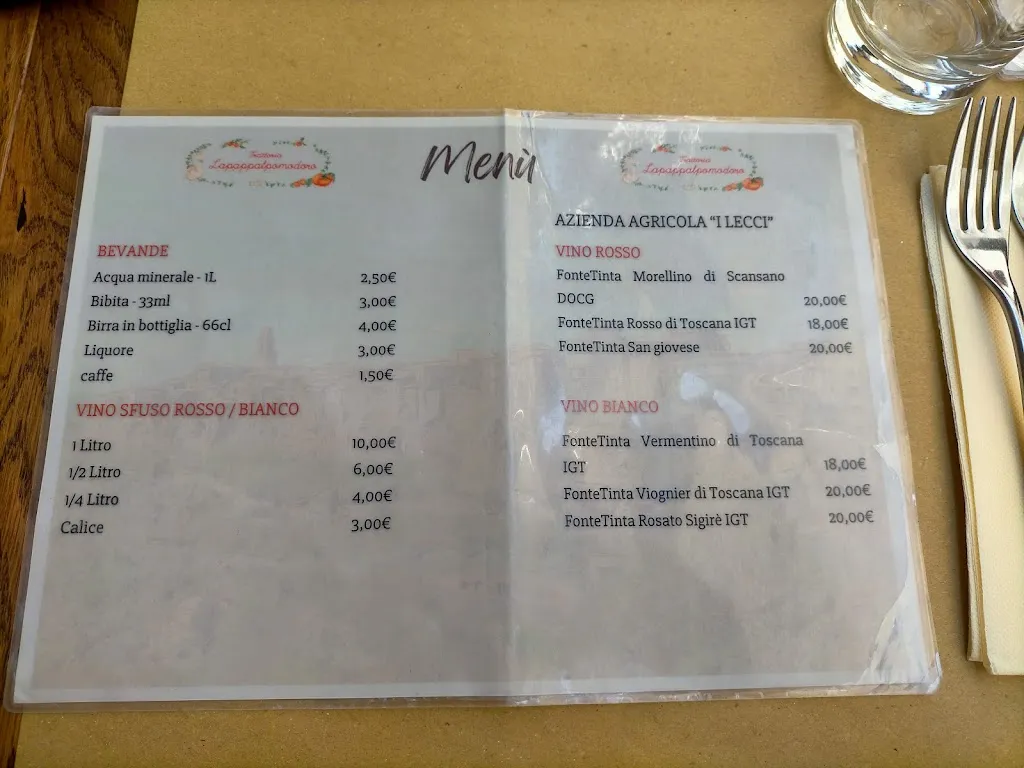 Trattoria
Lapappalpomodoro
Menù
BEVANDE
Acqua minerale - 1L 2,50€
Bibita - 33ml 3,00€
Birra in bottiglia - 66cl 4,00€
Liquore 3,00€
caffe 1,50€
VINO SFUSO ROSSO / BIANCO
1 Litro 10,00€
1/2 Litro 6,00€
1/4 Litro 4,00€
Calice 3,00€
Trattoria
Lapappalpomodoro
AZIENDA AGRICOLA “I LECCI”
VINO ROSSO
FonteTinta Morellino di Scansano
DOCG 20,00€
FonteTinta Rosso di Toscana IGT 18,00€
FonteTinta San giovese 20,00€
VINO BIANCO
FonteTinta Vermentino di Toscana
IGT 18,00€
FonteTinta Viognier di Toscana IGT 20,00€
FonteTinta Rosato Sigirè IGT 20,00€